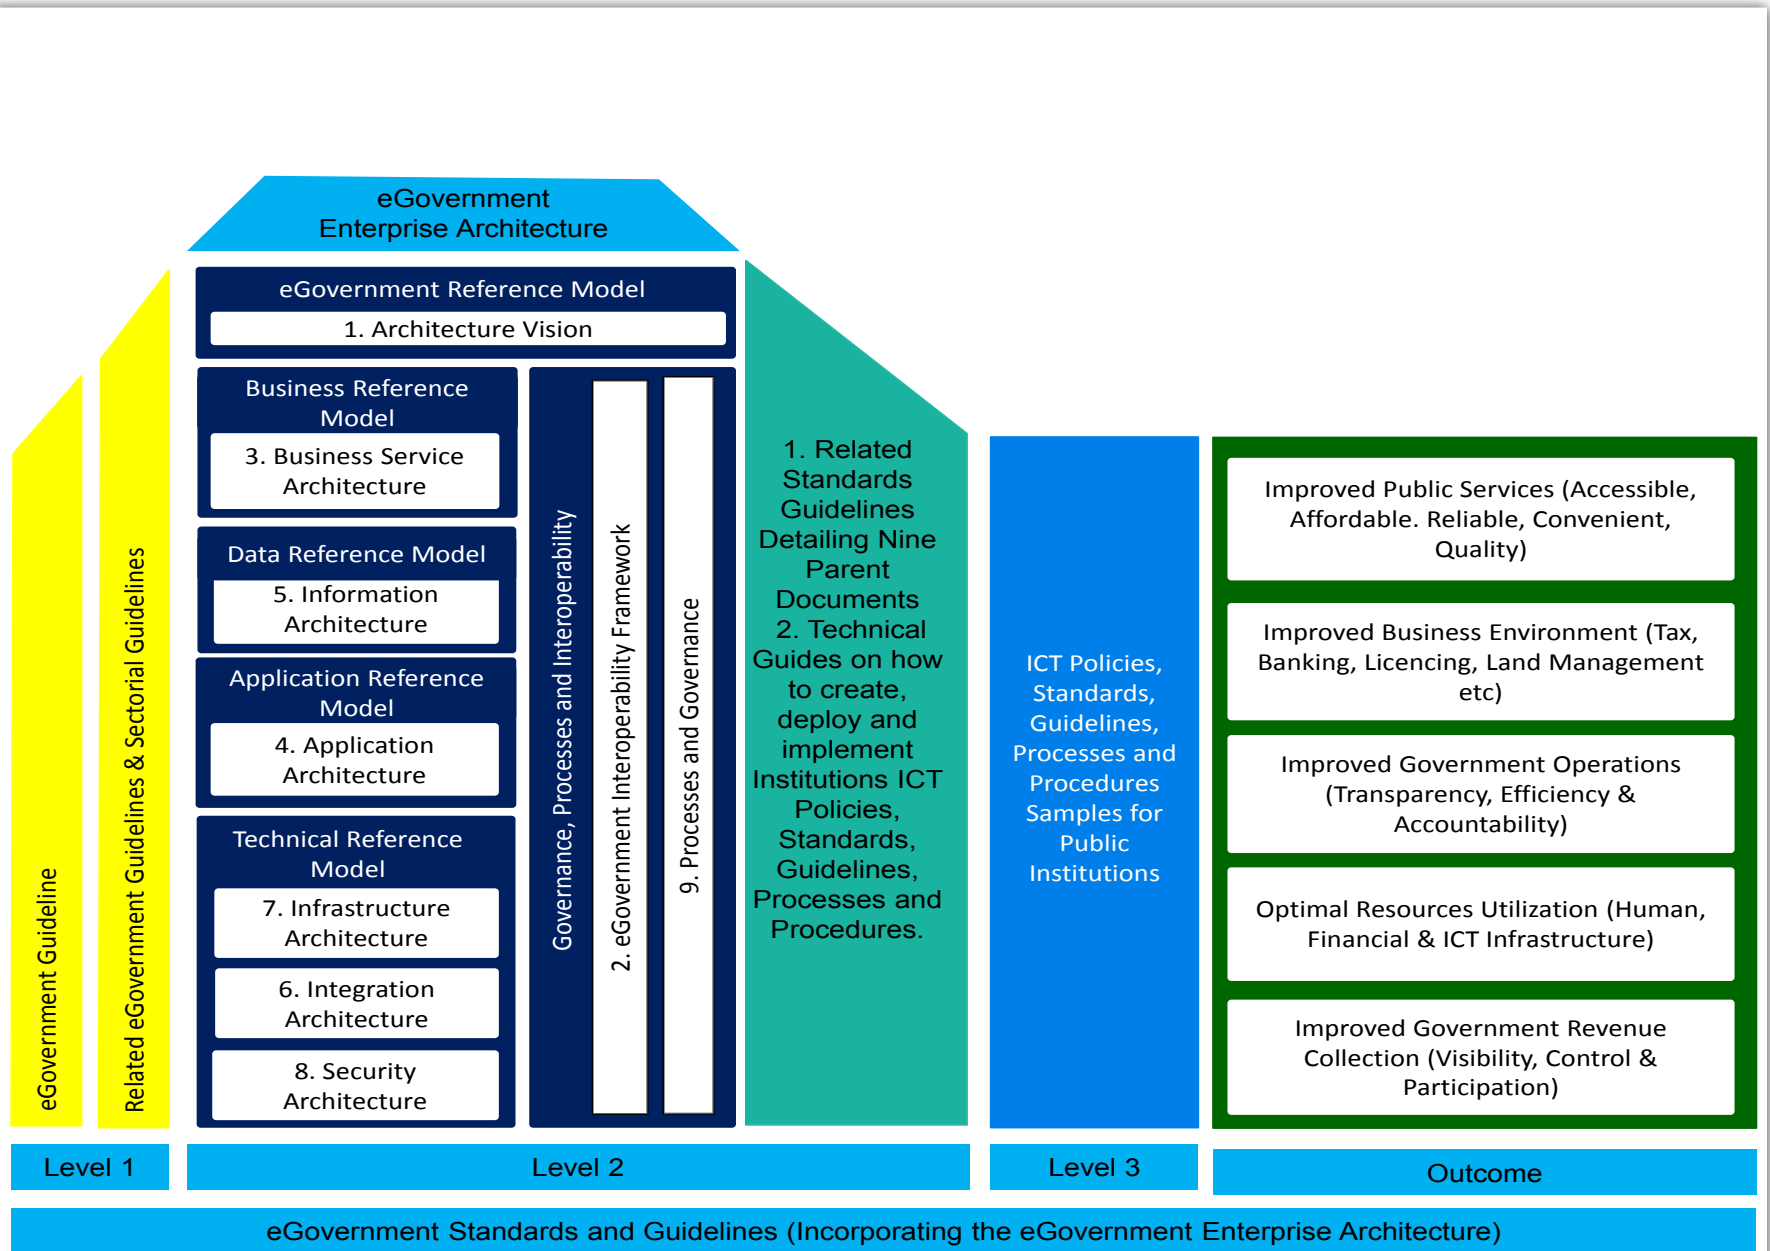 eGovernment
Enterprise Architecture
eGovernment Guideline
Related eGovernment Guidelines & Sectorial Guidelines
eGovernment Reference Model
1. Architecture Vision
Business Reference
Model
3. Business Service
Architecture
Data Reference Model
5. Information
Architecture
Application Reference
Model
4. Application
Architecture
Technical Reference
Model
7. Infrastructure
Architecture
6. Integration
Architecture
8. Security
Architecture
Governance, Processes and Interoperability
2. eGovernment Interoperability Framework
9. Processes and Governance
1. Related
Standards
Guidelines
Detailing Nine
Parent
Documents
2. Technical
Guides on how
to create,
deploy and
implement
Institutions ICT
Policies,
Standards,
Guidelines,
Processes and
Procedures.
ICT Policies,
Standards,
Guidelines,
Processes and
Procedures
Samples for
Public
Institutions
Improved Public Services (Accessible,
Affordable. Reliable, Convenient,
Quality)
Improved Business Environment (Tax,
Banking, Licencing, Land Management
etc)
Improved Government Operations
(Transparency, Efficiency &
Accountability)
Optimal Resources Utilization (Human,
Financial & ICT Infrastructure)
Improved Government Revenue
Collection (Visibility, Control &
Participation)
Level 1
Level 2
Level 3
Outcome
eGovernment Standards and Guidelines (Incorporating the eGovernment Enterprise Architecture)